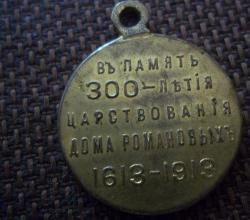 ВЪ ПАМЯТЬ
300-ЛѢТІЯ
ЦАРСТВОВАНІЯ
ДОМА РОМАНОВЫХЪ
1613-1913